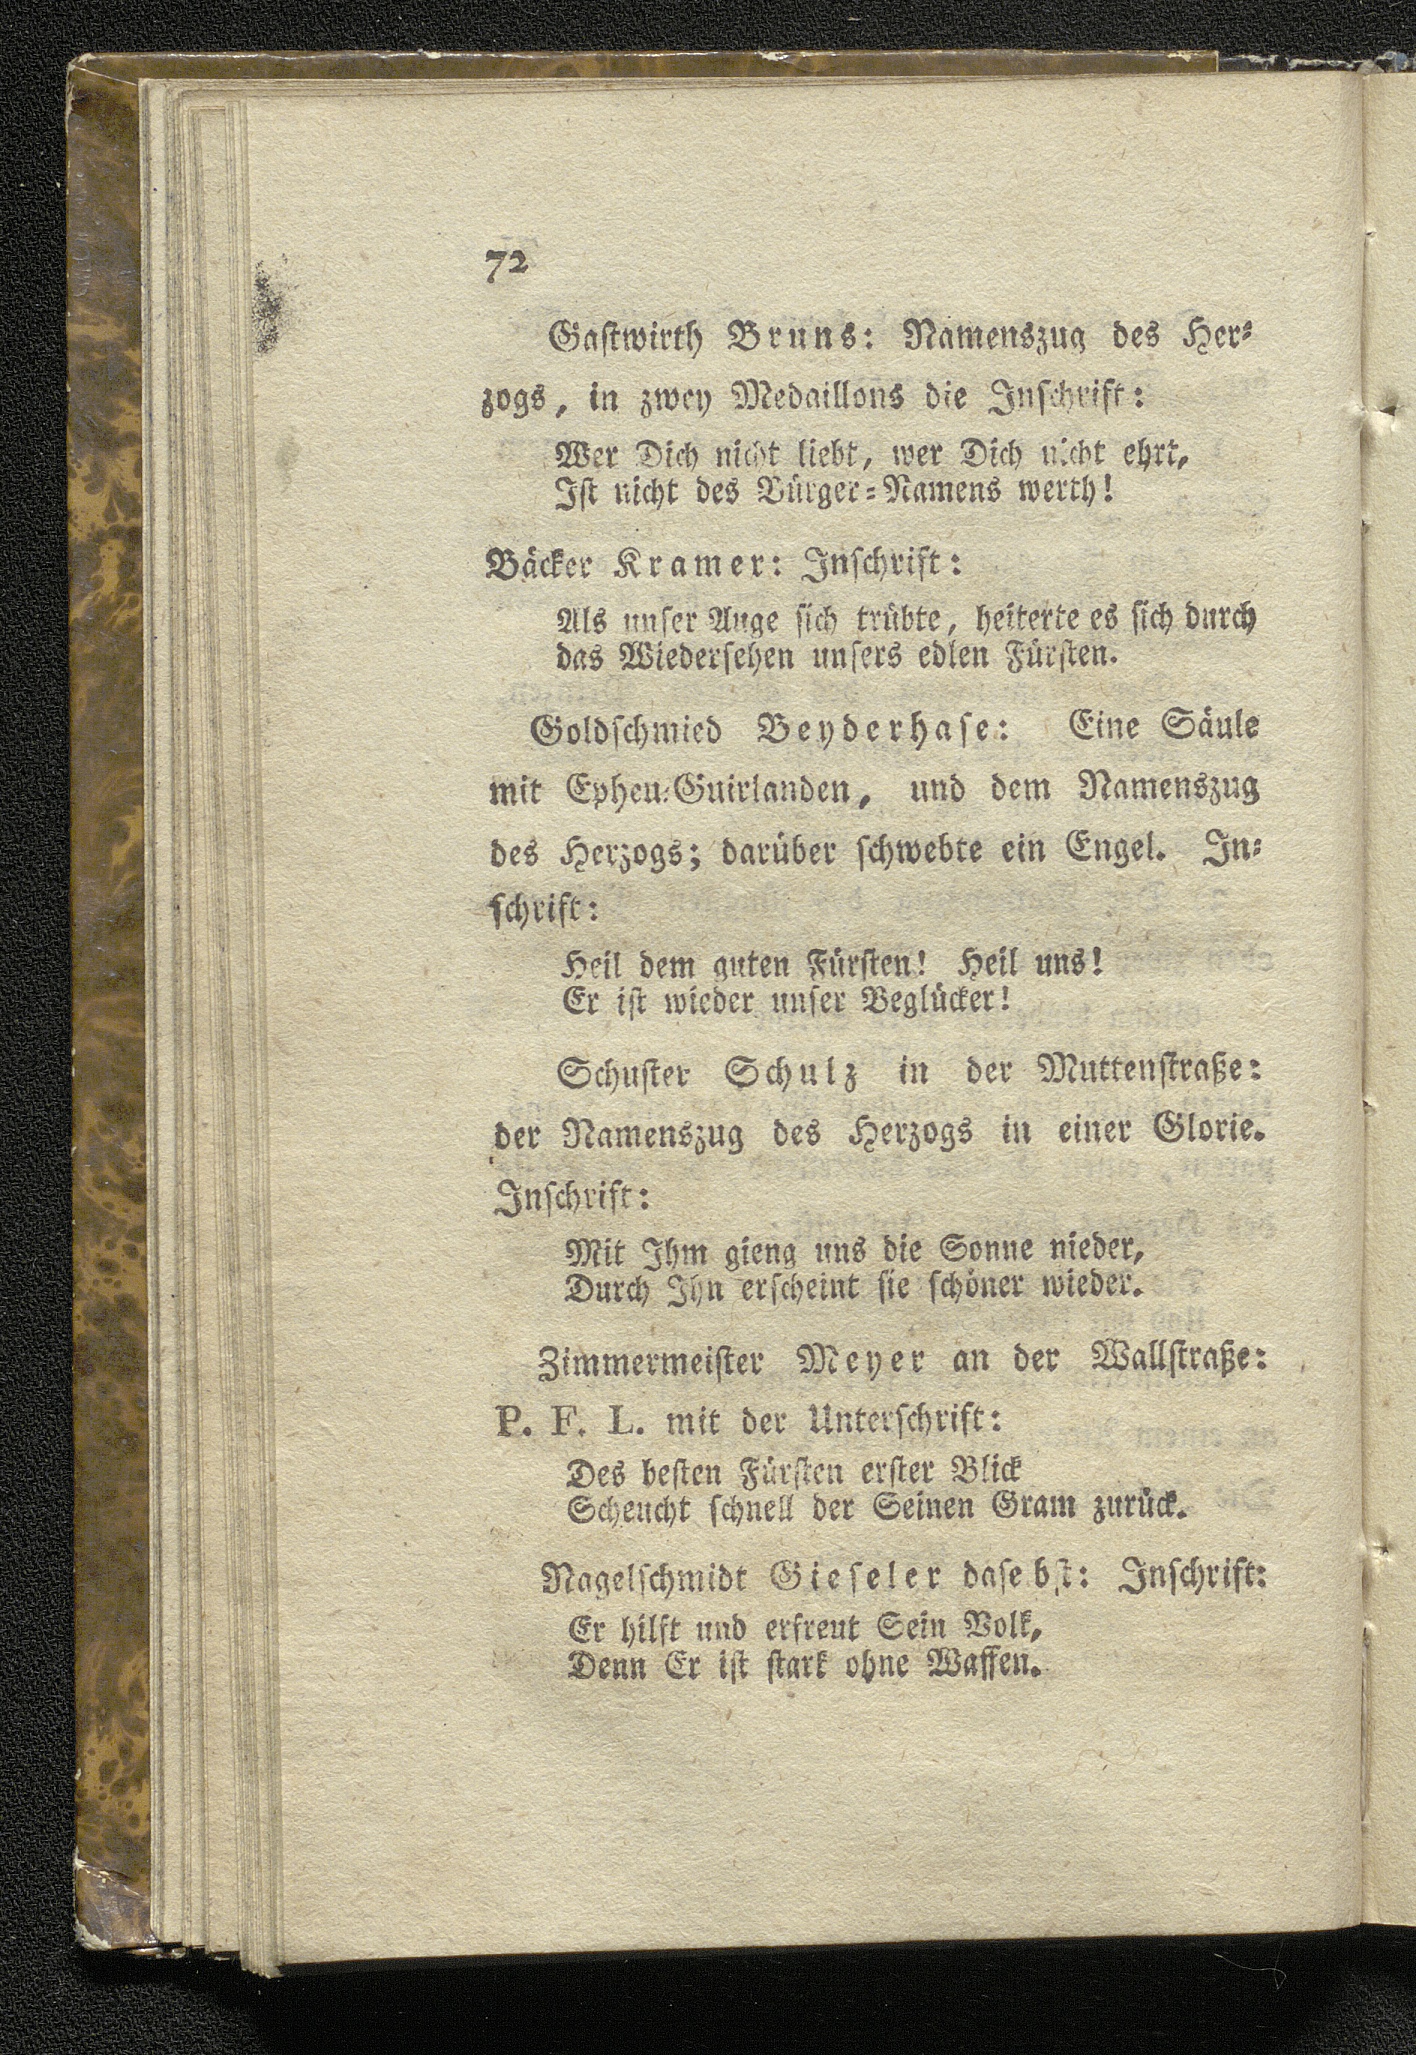 72
Gaſtwirth Bruns: Namenszug des Her⸗
zogs, in zwey Medaillons die Inſchrift:
Wer Dich nicht liebt, wer Dich nicht ehrt,
Iſt nicht des Bürger⸗Namens werth!
Bäcker Kramer: Inſchrift:
Als unſer Auge ſich trübte, heiterte es ſich durch
das Wiederſehen unſers edlen Fürſten.
Goldſchmied Beyderhaſe: Eine Säule
mit Epheu⸗Guirlanden, und dem Namenszug
des Herzogs; darüber ſchwebte ein Engel. In⸗
ſchrift:
Heil dem guten Fürſten! Heil uns!
Er iſt wieder unſer Beglücker!
Schuſter Schulz in der Muttenſtraße:
der Namenszug des Herzogs in einer Glorie.
Inſchrift:
Mit Ihm gieng uns die Sonne nieder,
Durch Ihn erſcheint ſie ſchöner wieder.
Zimmermeiſter Meyer an der Wallſtraße:
P. F. L. mit der Unterſchrift:
Des beſten Fürſten erſter Blick
Scheucht ſchnell der Seinen Gram zurück.
Nagelſchmidt Gieſeler daſe bſt: Inſchrift:
Er hilft und erfreut Sein Volk,
Denn Er iſt ſtark ohne Waffen.